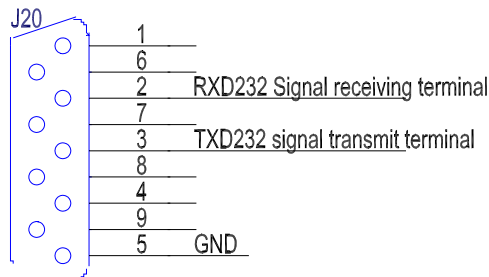 J20
1
6
2 RXD232 Signal receiving terminal
7
3 TXD232 signal transmit terminal
8
4
9
5 GND